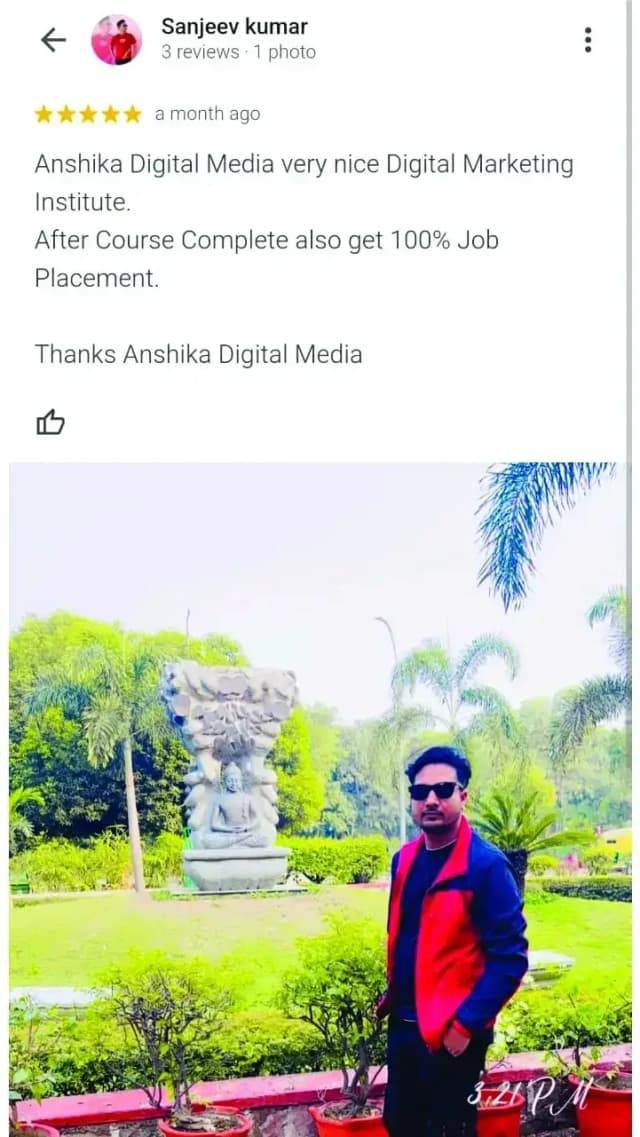 Sanjeev kumar
3 reviews · 1 photo
a month ago
Anshika Digital Media very nice Digital Marketing
Institute.
After Course Complete also get 100% Job
Placement.
Thanks Anshika Digital Media
3:21 PM